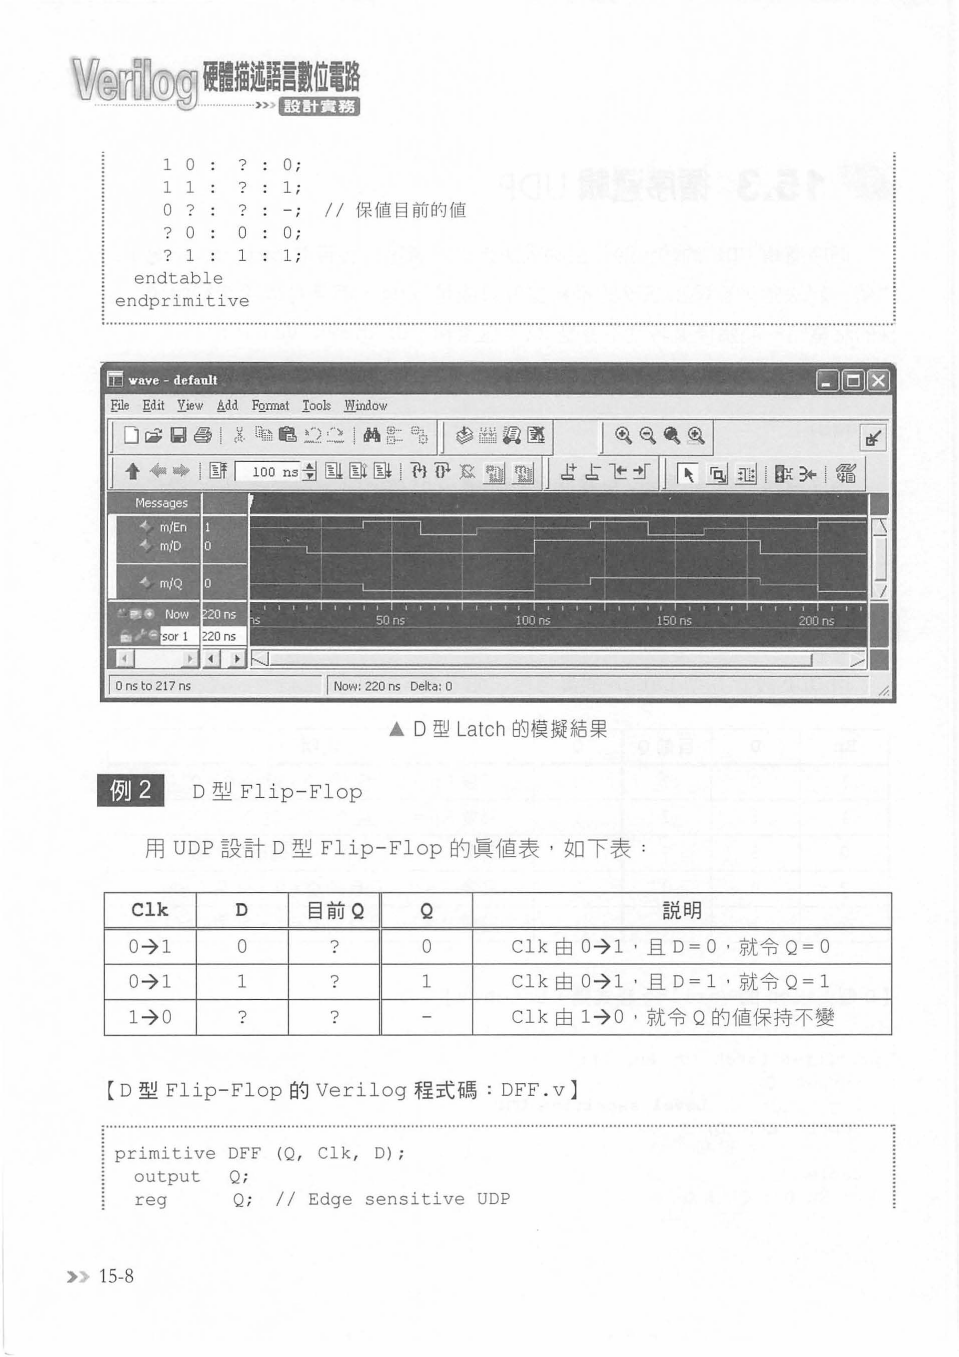 Verilog 硬體描述語言數位電路
>>> 設計實務
1 0 : ? : 0;
1 1 : ? : 1;
0 ? : ? : -; // 保值目前的值
? 0 : 0 : 0;
? 1 : 1 : 1;
endtable
endprimitive
wave - default
File Edit View Add Format Tools Window
100 ns
Messages
m/En 1
m/D 0
m/Q 0
Now 220 ns
ns 50 ns 100 ns 150 ns 200 ns
sor 1 220 ns
0 ns to 217 ns Now: 220 ns Delta: 0
▲ D 型 Latch 的模擬結果
例 2 D 型 Flip-Flop
用 UDP 設計 D 型 Flip-Flop 的真值表，如下表：
Clk D 目前 Q Q 說明
0→1 0 ? 0 Clk 由 0→1，且 D=0，就令 Q=0
0→1 1 ? 1 Clk 由 0→1，且 D=1，就令 Q=1
1→0 ? ? - Clk 由 1→0，就令 Q 的值保持不變
【D 型 Flip-Flop 的 Verilog 程式碼：DFF.v】
primitive DFF (Q, Clk, D);
output Q;
reg Q; // Edge sensitive UDP
>> 15-8